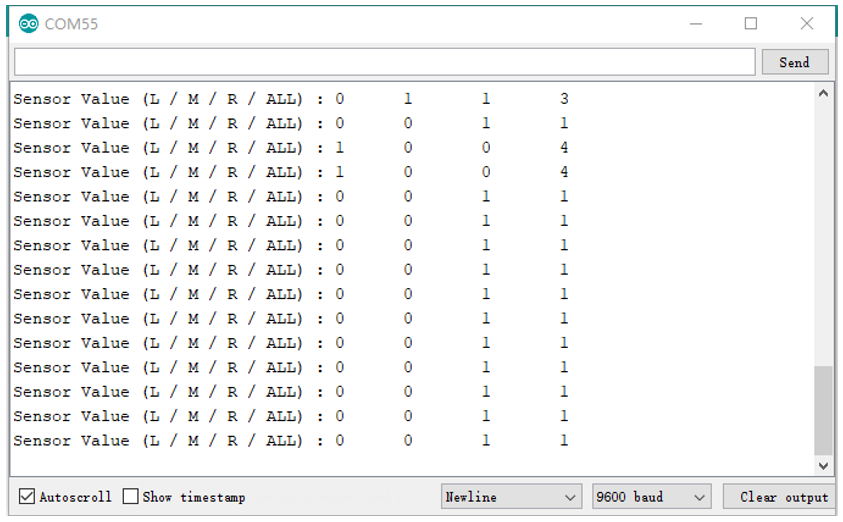 COM55
Send
Sensor Value (L / M / R / ALL) : 0 1 1 3
Sensor Value (L / M / R / ALL) : 0 0 1 1
Sensor Value (L / M / R / ALL) : 1 0 0 4
Sensor Value (L / M / R / ALL) : 1 0 0 4
Sensor Value (L / M / R / ALL) : 0 0 1 1
Sensor Value (L / M / R / ALL) : 0 0 1 1
Sensor Value (L / M / R / ALL) : 0 0 1 1
Sensor Value (L / M / R / ALL) : 0 0 1 1
Sensor Value (L / M / R / ALL) : 0 0 1 1
Sensor Value (L / M / R / ALL) : 0 0 1 1
Sensor Value (L / M / R / ALL) : 0 0 1 1
Sensor Value (L / M / R / ALL) : 0 0 1 1
Sensor Value (L / M / R / ALL) : 0 0 1 1
Sensor Value (L / M / R / ALL) : 0 0 1 1
Sensor Value (L / M / R / ALL) : 0 0 1 1
Autoscroll Show timestamp Newline 9600 baud Clear output